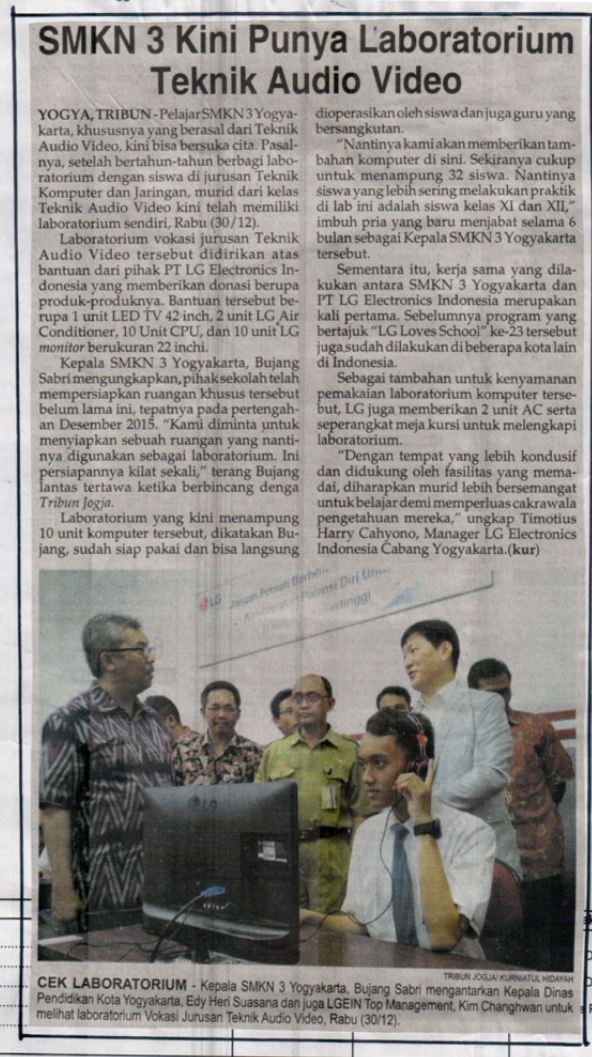 SMKN 3 Kini Punya Laboratorium
Teknik Audio Video
YOGYA, TRIBUN - Pelajar SMKN 3 Yogya-
karta, khususnya yang berasal dari Teknik
Audio Video, kini bisa bersuka cita. Pasal-
nya, setelah bertahun-tahun berbagi labo-
ratorium dengan siswa di jurusan Teknik
Komputer dan Jaringan, murid dari kelas
Teknik Audio Video kini telah memiliki
laboratorium sendiri, Rabu (30/12).
Laboratorium vokasi jurusan Teknik
Audio Video tersebut didirikan atas
bantuan dari pihak PT LG Electronics In-
donesia yang memberikan donasi berupa
produk-produknya. Bantuan tersebut be-
rupa 1 unit LED TV 42 inch, 2 unit LG Air
Conditioner, 10 Unit CPU, dan 10 unit LG
monitor berukuran 22 inchi.
Kepala SMKN 3 Yogyakarta, Bujang
Sabri mengungkapkan, pihak sekolah telah
mempersiapkan ruangan khusus tersebut
belum lama ini, tepatnya pada pertengah-
an Desember 2015. “Kami diminta untuk
menyiapkan sebuah ruangan yang nanti-
nya digunakan sebagai laboratorium. Ini
persiapannya kilat sekali,” terang Bujang
lantas tertawa ketika berbincang denga
Tribun Jogja.
Laboratorium yang kini menampung
10 unit komputer tersebut, dikatakan Bu-
jang, sudah siap pakai dan bisa langsung
dioperasikan oleh siswa dan juga guru yang
bersangkutan.
“Nantinya kami akan memberikan tam-
bahan komputer di sini. Sekiranya cukup
untuk menampung 32 siswa. Nantinya
siswa yang lebih sering melakukan praktik
di lab ini adalah siswa kelas XI dan XII,”
imbuh pria yang baru menjabat selama 6
bulan sebagai Kepala SMKN 3 Yogyakarta
tersebut.
Sementara itu, kerja sama yang dila-
kukan antara SMKN 3 Yogyakarta dan
PT LG Electronics Indonesia merupakan
kali pertama. Sebelumnya program yang
bertajuk “LG Loves School” ke-23 tersebut
juga sudah dilakukan di beberapa kota lain
di Indonesia.
Sebagai tambahan untuk kenyamanan
pemakaian laboratorium komputer terse-
but, LG juga memberikan 2 unit AC serta
seperangkat meja kursi untuk melengkapi
laboratorium.
“Dengan tempat yang lebih kondusif
dan didukung oleh fasilitas yang mema-
dai, diharapkan murid lebih bersemangat
untuk belajar demi memperluas cakrawala
pengetahuan mereka,” ungkap Timotius
Harry Cahyono, Manager LG Electronics
Indonesia Cabang Yogyakarta.(kur)
LG Jangan Pernah Berhenti
Potensi Diri
Tertinggi
LG
TRIBUN JOGJA/ KURNIATUL HIDAYAH
CEK LABORATORIUM - Kepala SMKN 3 Yogyakarta, Bujang Sabri mengantarkan Kepala Dinas
Pendidikan Kota Yogyakarta, Edy Heri Suasana dan juga LGEIN Top Management, Kim Changhwan untuk
melihat laboratorium Vokasi Jurusan Teknik Audio Video, Rabu (30/12).